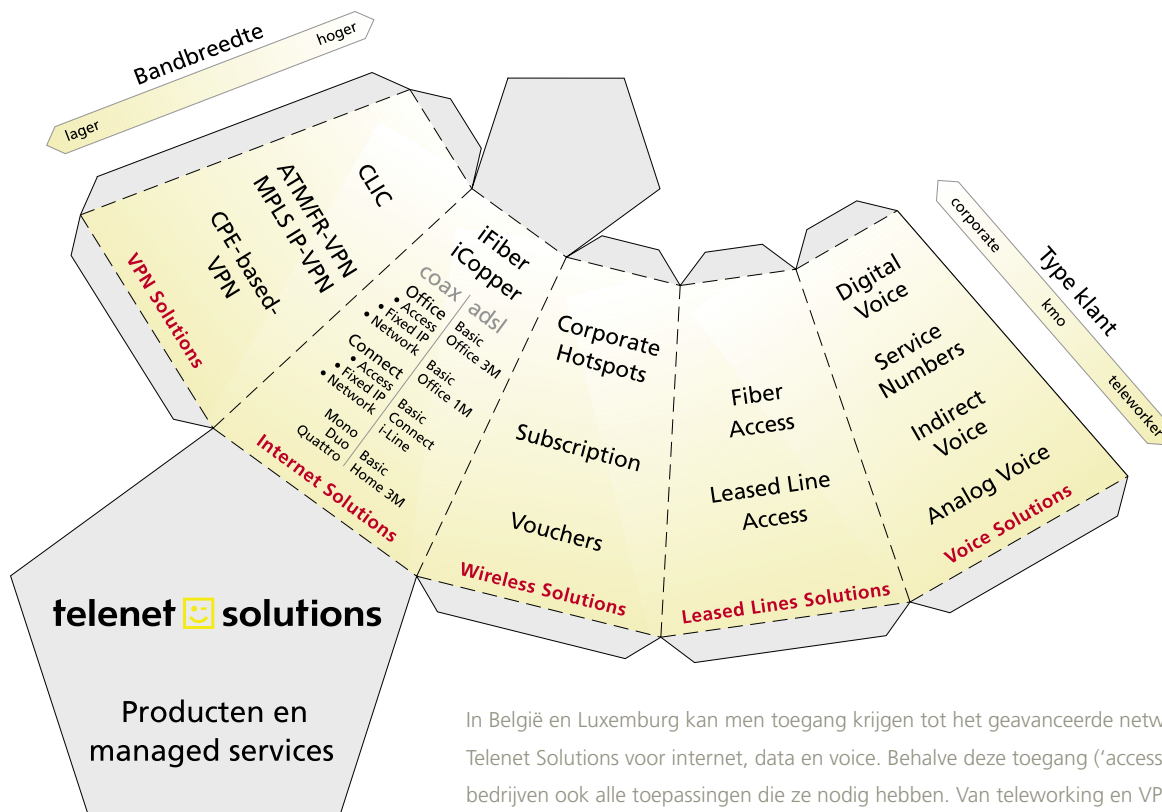 Bandbreedte
lager
hoger
CLIC
ATM/FR-VPN
MPLS IP-VPN
CPE-based-
VPN
VPN Solutions
iFiber
iCopper
coax
Office
• Access
• Fixed IP
• Network
Connect
• Access
• Fixed IP
• Network
Mono
Duo
Quattro
adsl
Basic
Office 3M
Basic
Office 1M
Basic
Connect
i-Line
Basic
Home 3M
Internet Solutions
Corporate
Hotspots
Subscription
Vouchers
Wireless Solutions
Fiber
Access
Leased Line
Access
Leased Lines Solutions
Digital
Voice
Service
Numbers
Indirect
Voice
Analog Voice
Voice Solutions
Type klant
corporate
kmo
teleworker
telenet solutions
Producten en
managed services
In België en Luxemburg kan men toegang krijgen tot het geavanceerde netw
Telenet Solutions voor internet, data en voice. Behalve deze toegang (‘access
bedrijven ook alle toepassingen die ze nodig hebben. Van teleworking en VP